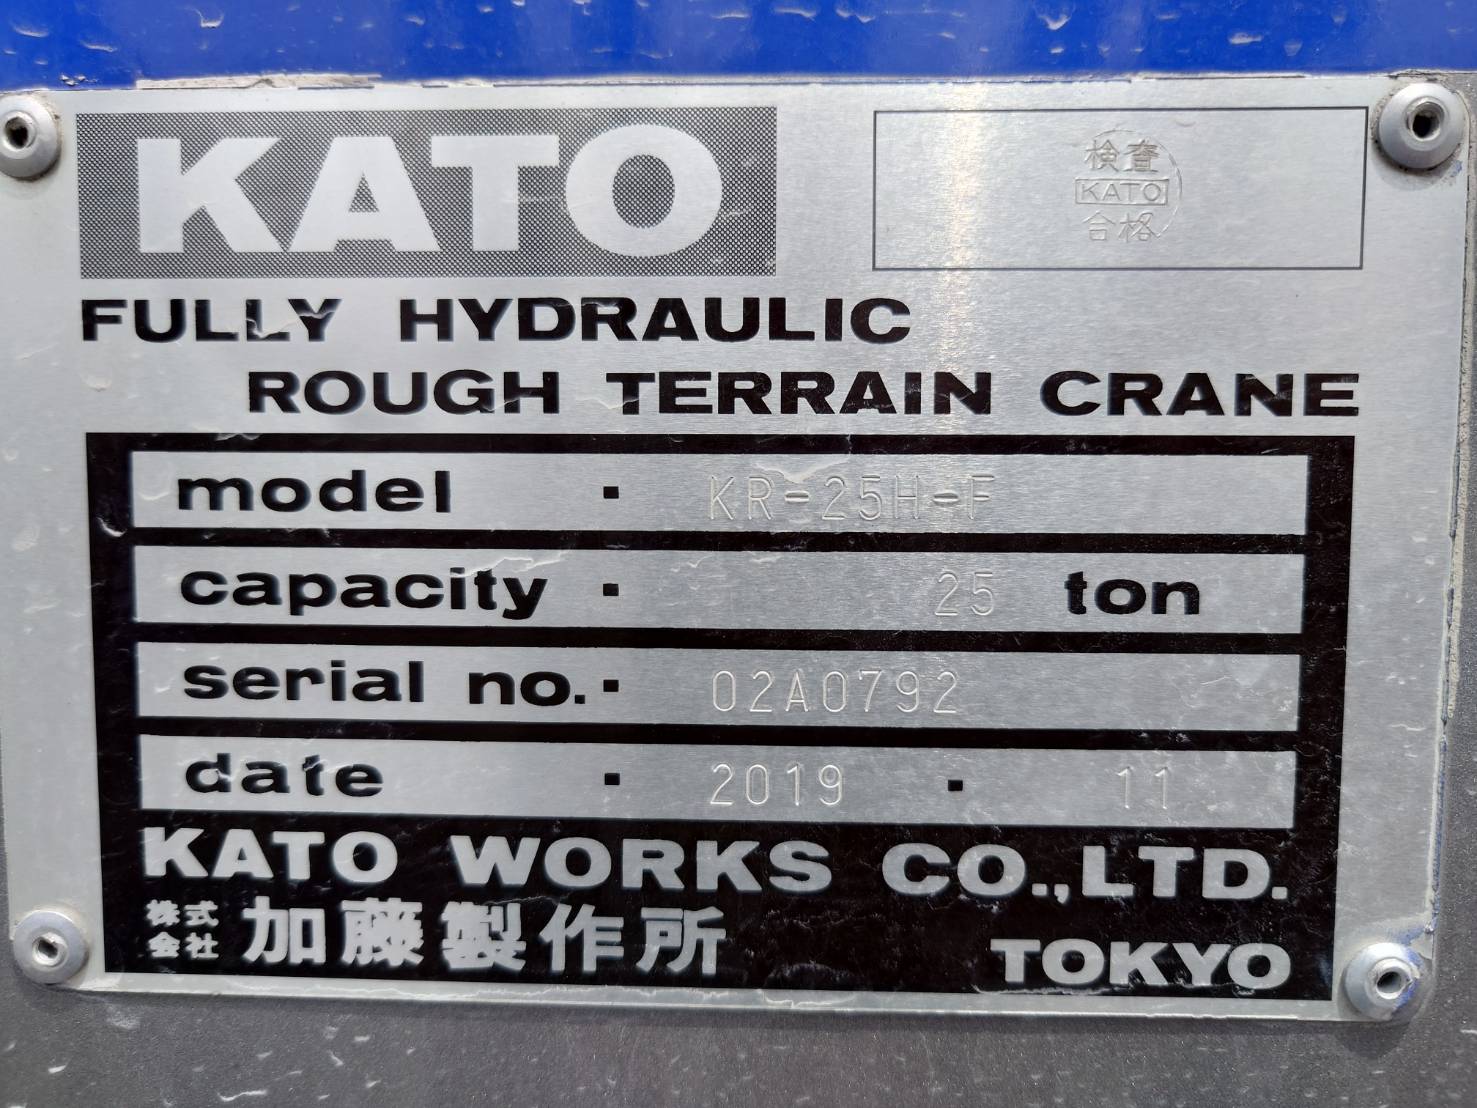 KATO
検査
KATO
合格
FULLY HYDRAULIC
ROUGH TERRAIN CRANE
model · KR-25H-F
capacity · 25 ton
serial no. · 02A0792
date · 2019 · 11
KATO WORKS CO.,LTD.
株式会社 加藤製作所 TOKYO